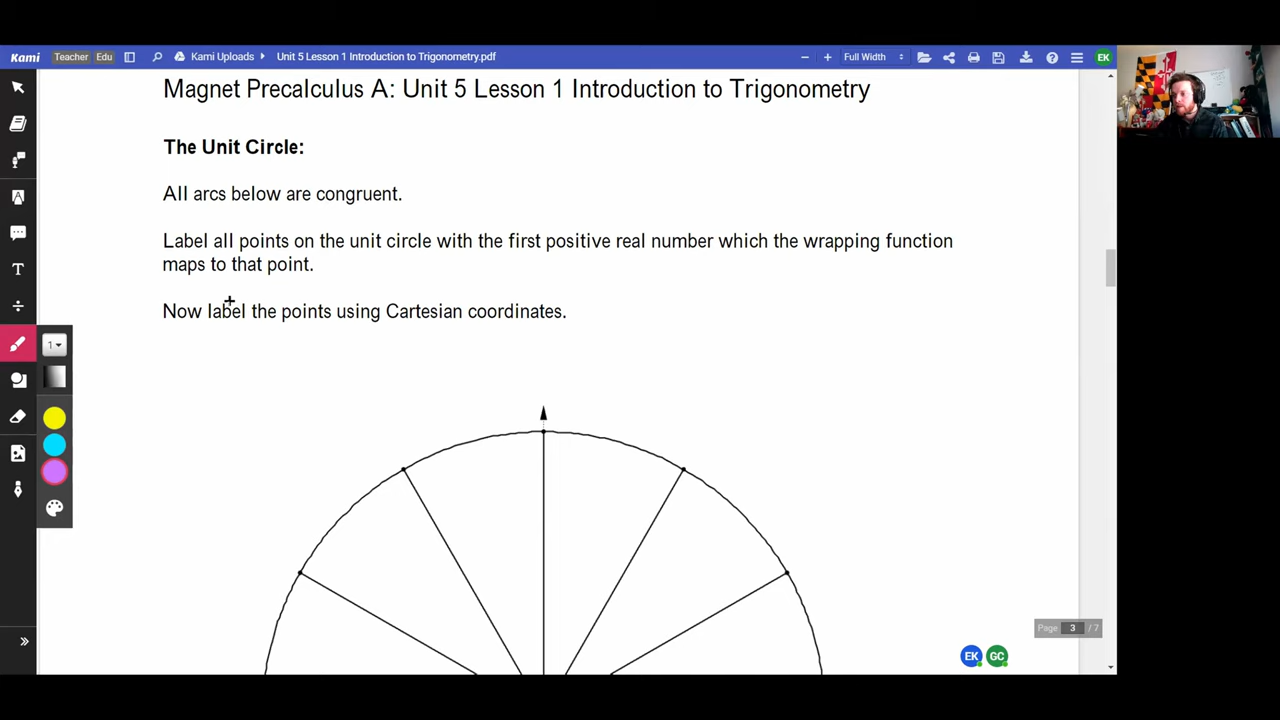 Kami Teacher Edu Kami Uploads Unit 5 Lesson 1 Introduction to Trigonometry.pdf Full Width EK
Magnet Precalculus A: Unit 5 Lesson 1 Introduction to Trigonometry
The Unit Circle:
All arcs below are congruent.
Label all points on the unit circle with the first positive real number which the wrapping function
maps to that point.
Now label the points using Cartesian coordinates.
1
Page 3 / 7
EK GC